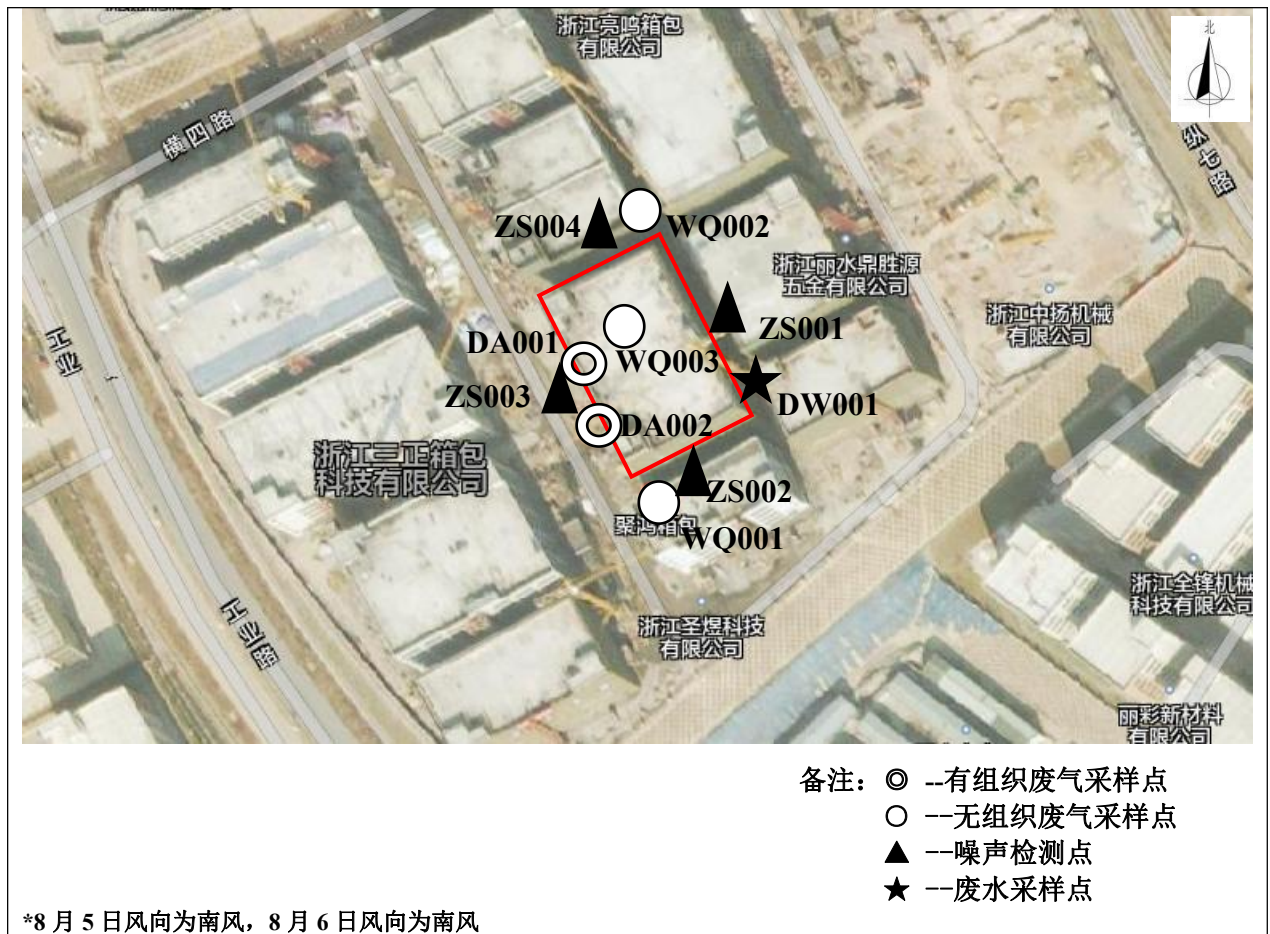 浙江亮鸣箱包
有限公司
北
横四路
纵七路
ZS004
WQ002
浙江丽水鼎胜源
五金有限公司
浙江中扬机械
有限公司
工业
DA001
WQ003
ZS001
ZS003
DW001
DA002
浙江三正箱包
科技有限公司
ZS002
聚鸿箱包
WQ001
浙江全锋机械
科技有限公司
浙江圣煜科技
有限公司
工业路
丽彩新材料
有限公司
备注：◎ --有组织废气采样点
○ --无组织废气采样点
▲ --噪声检测点
★ --废水采样点
*8 月 5 日风向为南风，8 月 6 日风向为南风